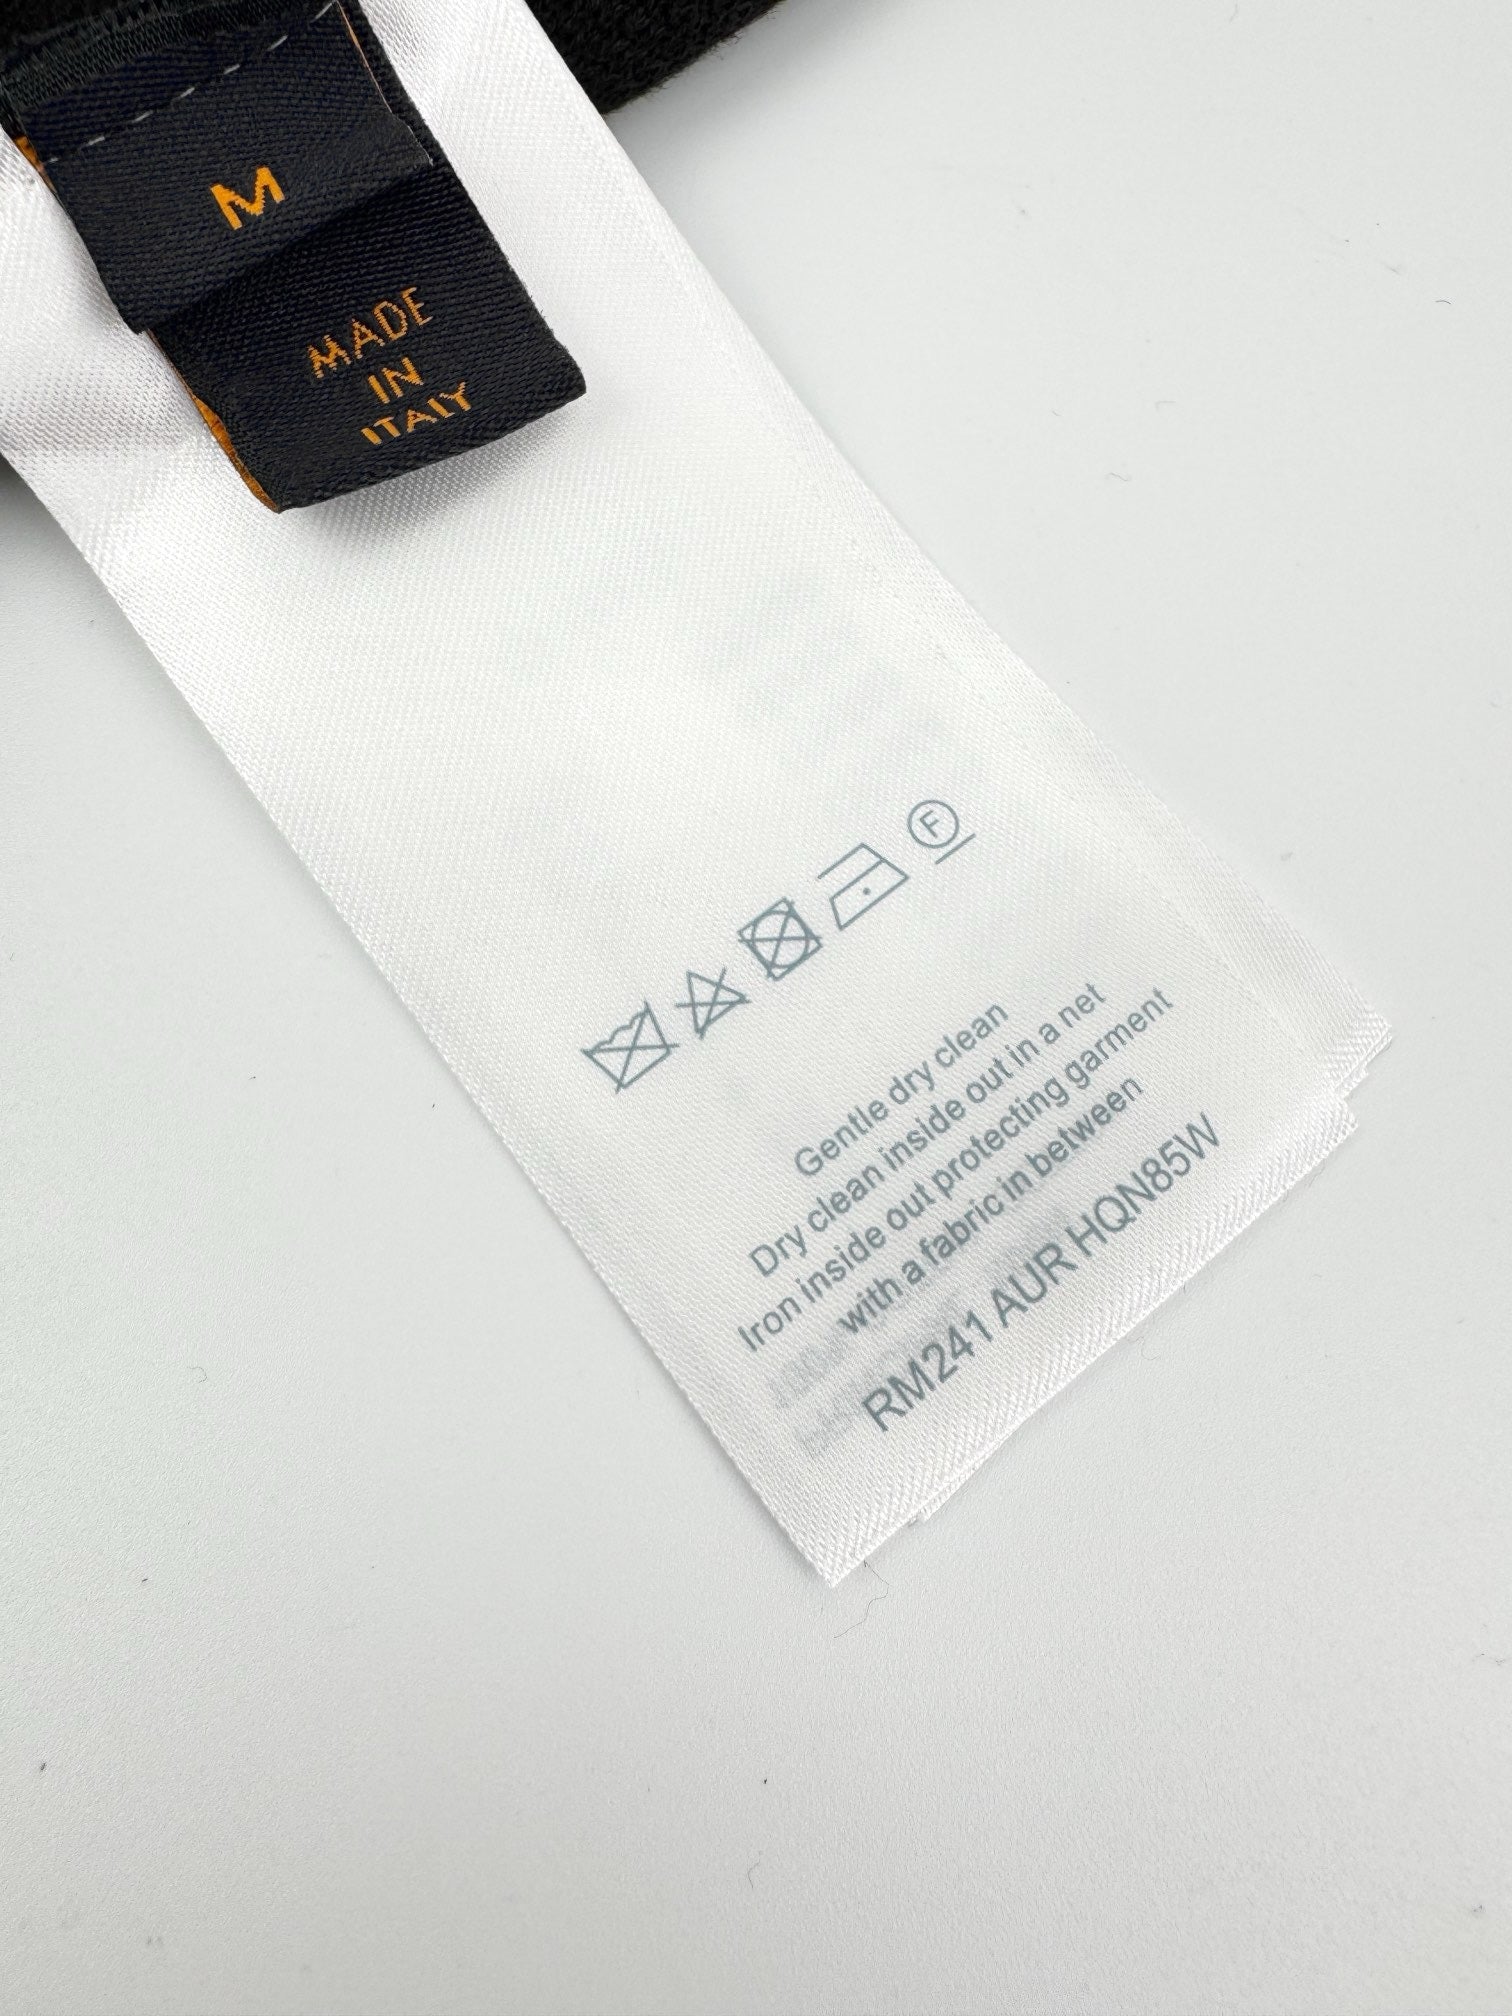 M
MADE
IN
ITALY
F
Gentle dry clean
Dry clean inside out in a net
Iron inside out protecting garment
with a fabric in between
RM241 AUR HQN85W